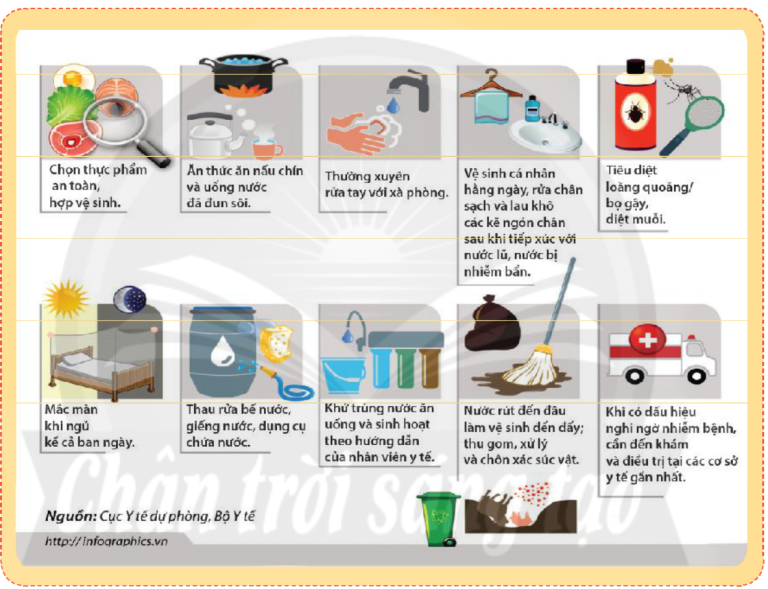 Chọn thực phẩm
an toàn,
hợp vệ sinh.
Ăn thức ăn nấu chín
và uống nước
đã đun sôi.
Thường xuyên
rửa tay với xà phòng.
Vệ sinh cá nhân
hằng ngày, rửa chân
sạch và lau khô
các kẽ ngón chân
sau khi tiếp xúc với
nước lũ, nước bị
nhiễm bẩn.
Tiêu diệt
loăng quoăng/
bọ gậy,
diệt muỗi.
Mắc màn
khi ngủ
kể cả ban ngày.
Thau rửa bể nước,
giếng nước, dụng cụ
chứa nước.
Khử trùng nước ăn
uống và sinh hoạt
theo hướng dẫn
của nhân viên y tế.
Nước rút đến đâu
làm vệ sinh đến đấy;
thu gom, xử lý
và chôn xác súc vật.
Khi có dấu hiệu
nghi ngờ nhiễm bệnh,
cần đến khám
và điều trị tại các cơ sở
y tế gần nhất.
Chân trời sáng tạo
Nguồn: Cục Y tế dự phòng, Bộ Y tế
http://infographics.vn